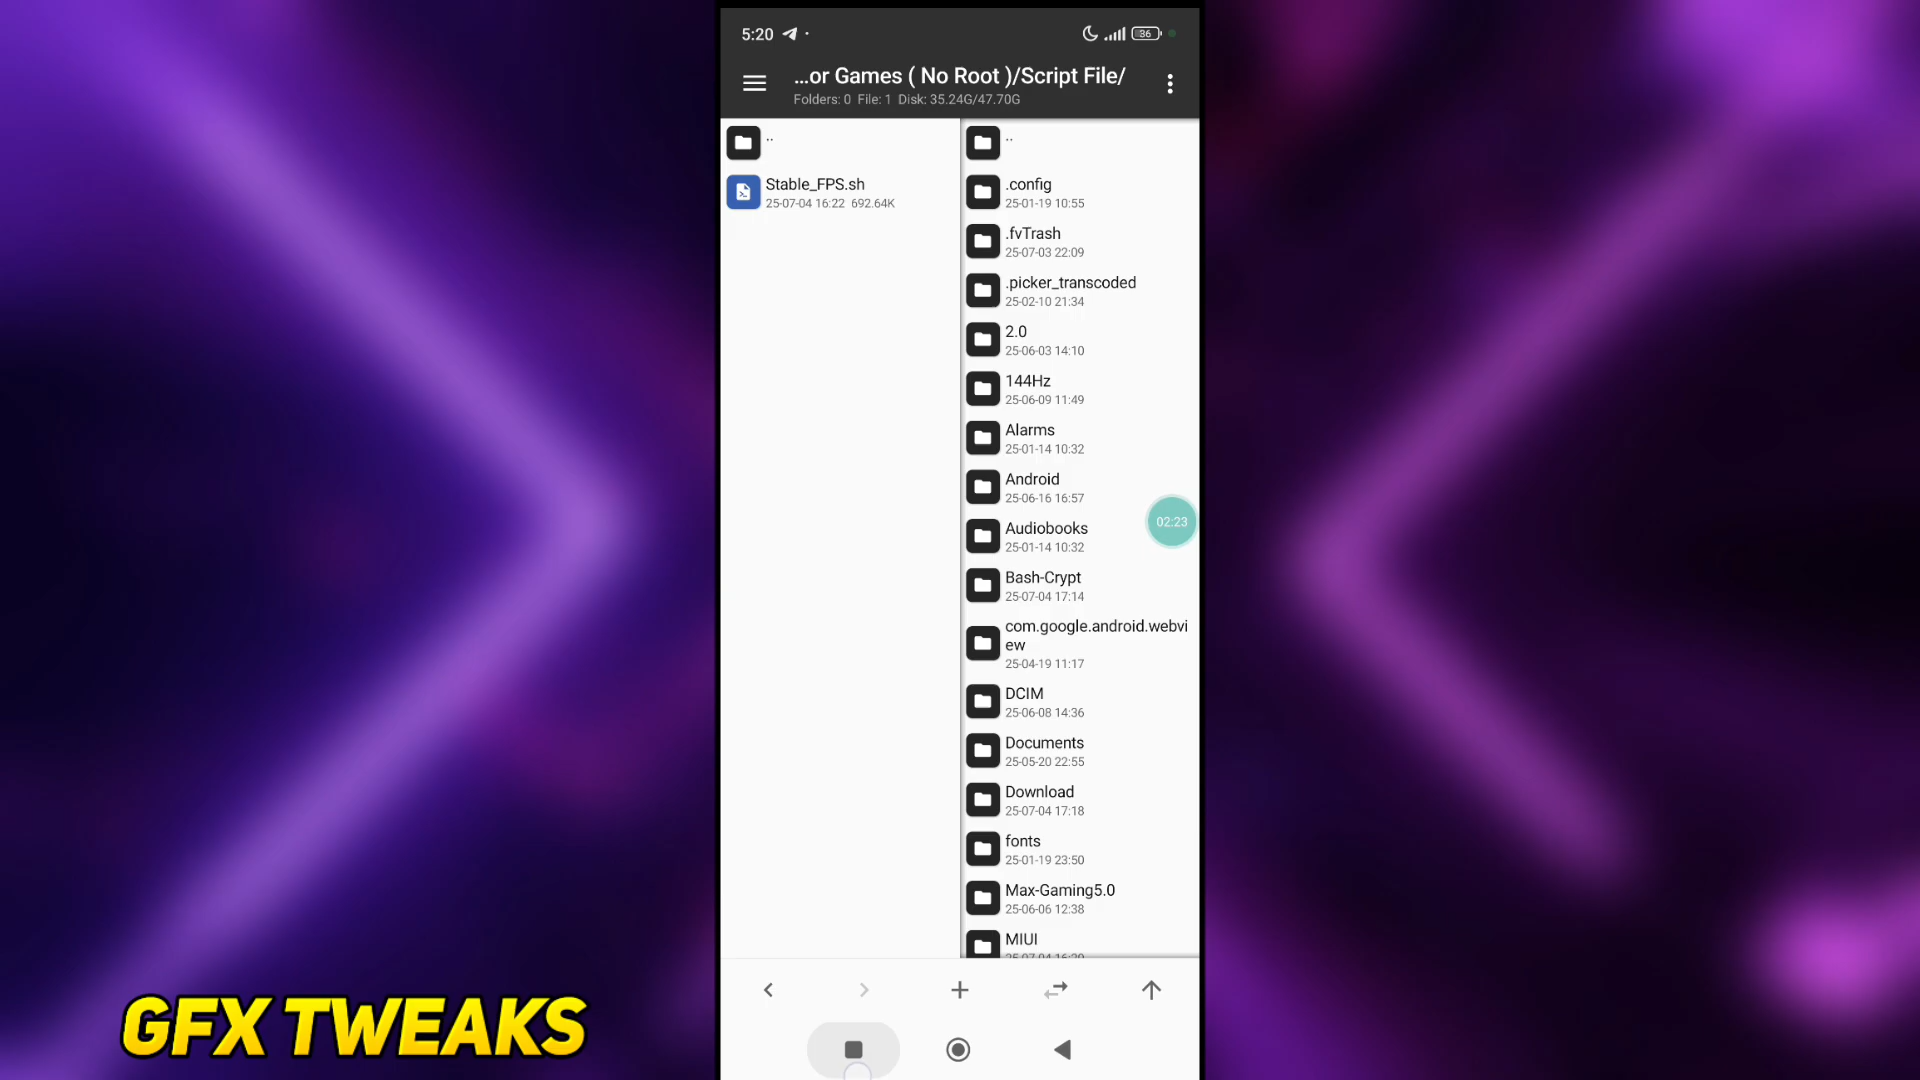 5:20
36
...or Games ( No Root )/Script File/
Folders: 0 File: 1 Disk: 35.24G/47.70G
..
Stable_FPS.sh
25-07-04 16:22 692.64K
..
.config
25-01-19 10:55
.fvTrash
25-07-03 22:09
.picker_transcoded
25-02-10 21:34
2.0
25-06-03 14:10
144Hz
25-06-09 11:49
Alarms
25-01-14 10:32
Android
25-06-16 16:57
Audiobooks
25-01-14 10:32
02:23
Bash-Crypt
25-07-04 17:14
com.google.android.webvi
ew
25-04-19 11:17
DCIM
25-06-08 14:36
Documents
25-05-20 22:55
Download
25-07-04 17:18
fonts
25-01-19 23:50
Max-Gaming5.0
25-06-06 12:38
MIUI
GFX TWEAKS